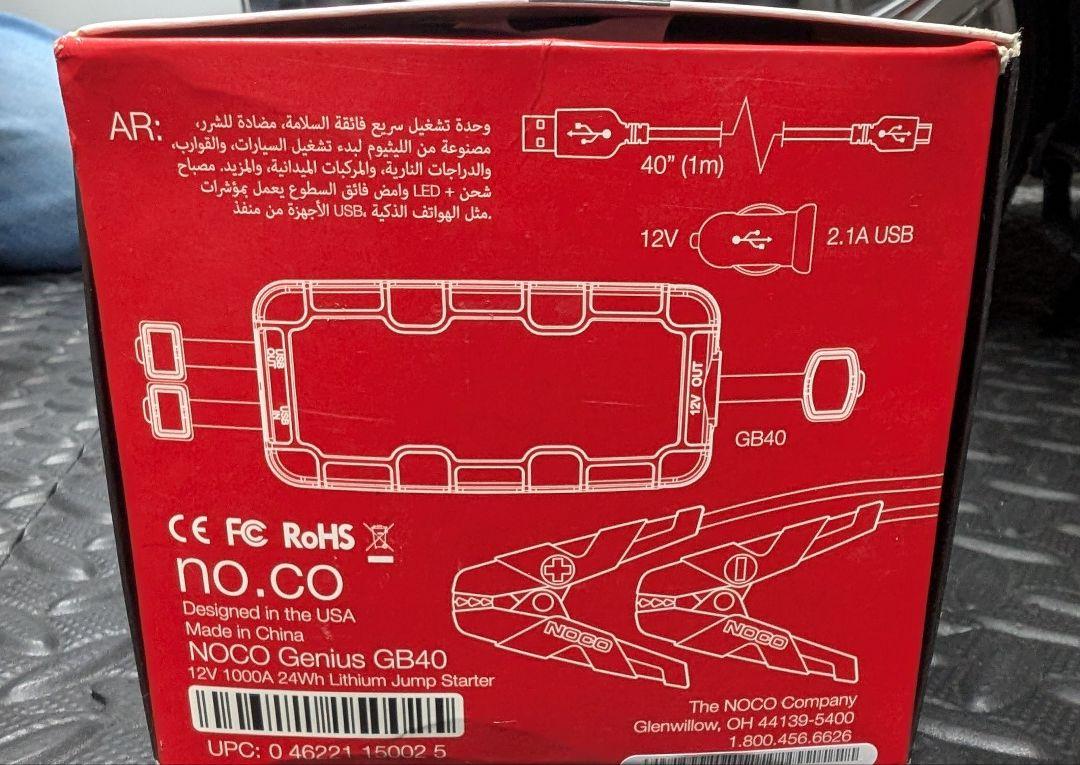 AR:
وحدة تشغيل سريع فائقة السلامة، مضادة للشرر،
مصنوعة من الليثيوم لبدء تشغيل السيارات، والقوارب،
والدراجات النارية، والمركبات الميدانية، والمزيد. مصباح
شحن + LED وامض فائق السطوع يعمل بمؤشرات
.مثل الهواتف الذكية ،USB الأجهزة من منفذ
40” (1m)
12V
2.1A USB
USB OUT
USB IN
12V OUT
GB40
CE FC RoHS
no.co
Designed in the USA
Made in China
NOCO Genius GB40
12V 1000A 24Wh Lithium Jump Starter
UPC: 0 46221 15002 5
NOCO
NOCO
The NOCO Company
Glenwillow, OH 44139-5400
1.800.456.6626